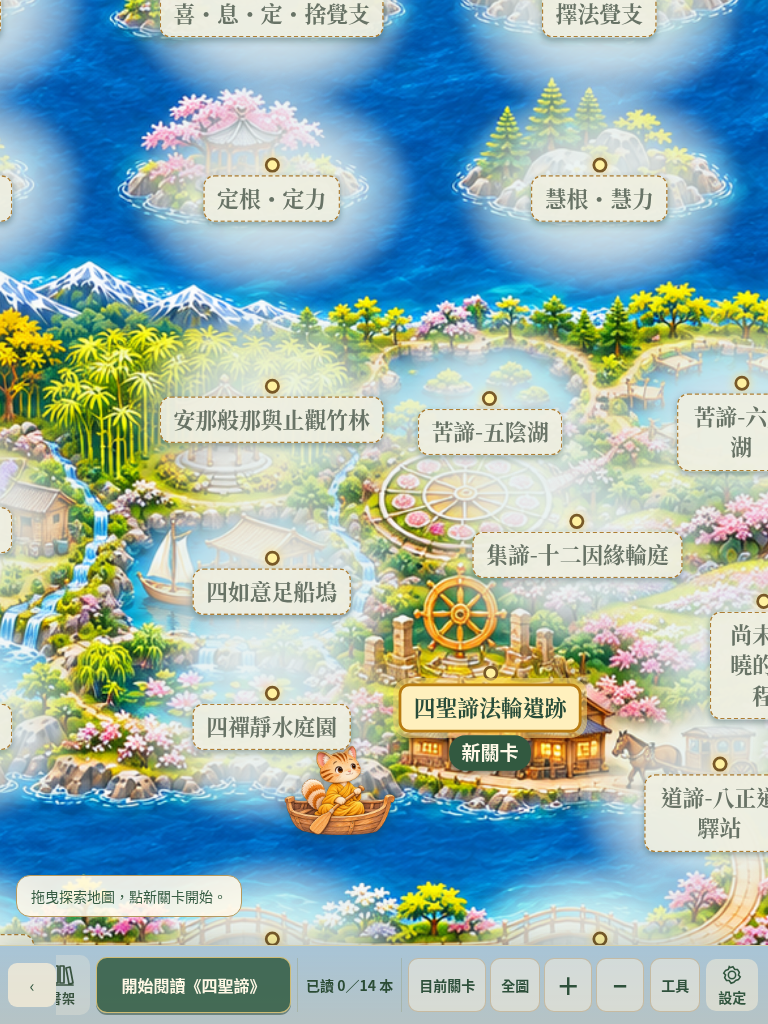 喜・息・定・捨覺支
擇法覺支
定根・定力
慧根・慧力
安那般那與止觀竹林
苦諦-五陰湖
苦諦-六
湖
集諦-十二因緣輪庭
四如意足船塢
尚未
曉的
程
四聖諦法輪遺跡
新關卡
四禪靜水庭園
道諦-八正道
驛站
拖曳探索地圖，點新關卡開始。
‹
書架
開始閱讀《四聖諦》
已讀 0／14 本
目前關卡
全圖
＋
−
工具
設定